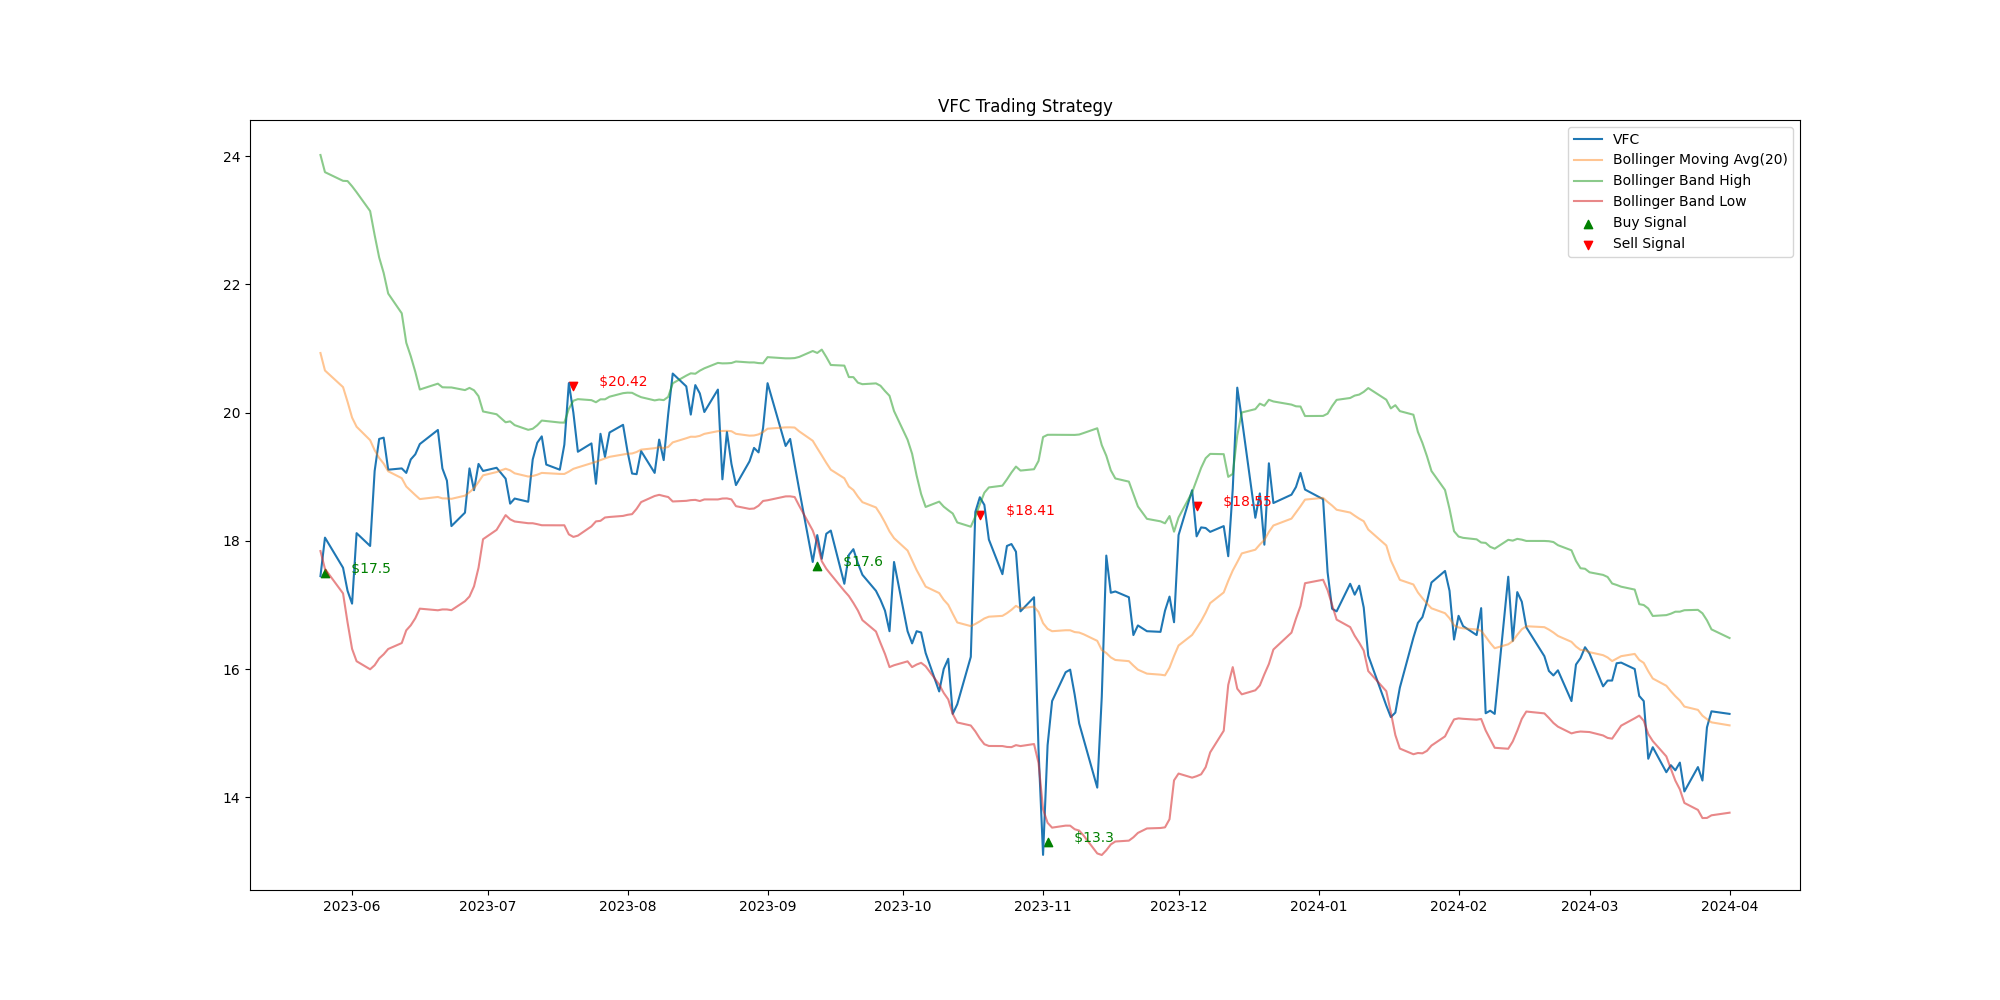 VFC Trading Strategy
24
22
20
18
16
14
VFC
Bollinger Moving Avg(20)
Bollinger Band High
Bollinger Band Low
Buy Signal
Sell Signal
$20.42
$18.41
$18.55
$17.5
$17.6
$13.3
2023-06 2023-07 2023-08 2023-09 2023-10 2023-11 2023-12 2024-01 2024-02 2024-03 2024-04